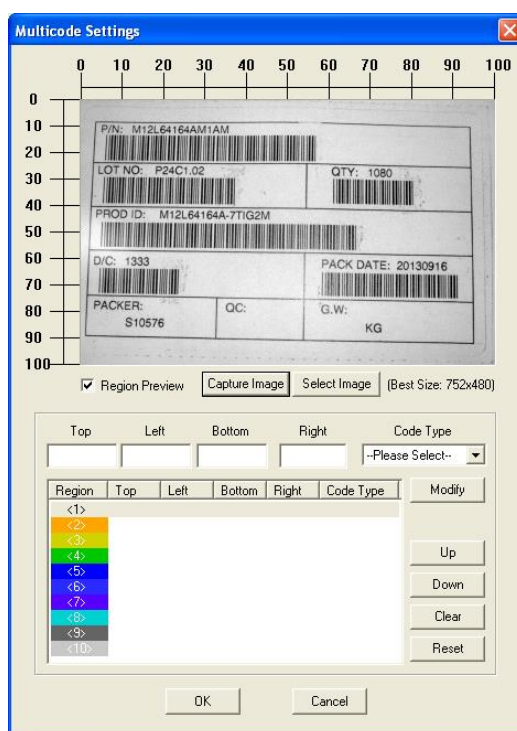 Multicode Settings
0 10 20 30 40 50 60 70 80 90 100
0
10
20
30
40
50
60
70
80
90
100
P/N: M12L64164AM1AM
LOT NO: P24C1.02 QTY: 1080
PROD ID: M12L64164A-7TIG2M
D/C: 1333 PACK DATE: 20130916
PACKER: QC: G.W:
S10576 KG
Region Preview Capture Image Select Image (Best Size: 752x480)
Top Left Bottom Right Code Type
--Please Select--
Region Top Left Bottom Right Code Type Modify
<1>
<2>
<3>
<4> Up
<5>
<6> Down
<7>
<8> Clear
<9>
<10> Reset
OK Cancel